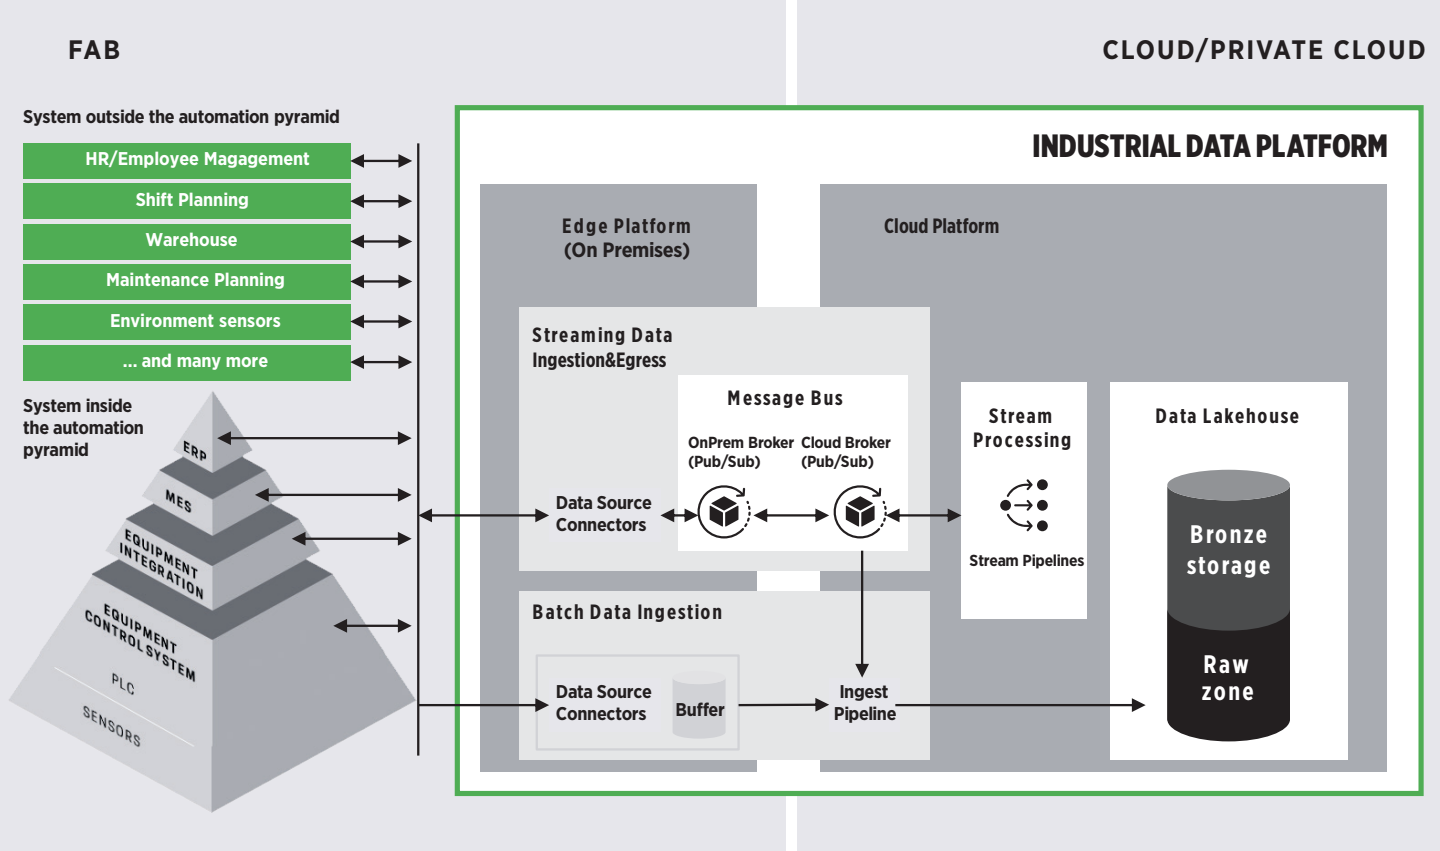 FAB
CLOUD/PRIVATE CLOUD
System outside the automation pyramid
HR/Employee Magagement
Shift Planning
Warehouse
Maintenance Planning
Environment sensors
... and many more
System inside
the automation
pyramid
ERP
MES
EQUIPMENT
INTEGRATION
EQUIPMENT
CONTROL SYSTEM
PLC
SENSORS
INDUSTRIAL DATA PLATFORM
Edge Platform
(On Premises)
Cloud Platform
Streaming Data
Ingestion&Egress
Message Bus
OnPrem Broker
(Pub/Sub)
Cloud Broker
(Pub/Sub)
Data Source
Connectors
Stream
Processing
Stream Pipelines
Data Lakehouse
Bronze
storage
Raw
zone
Batch Data Ingestion
Data Source
Connectors
Buffer
Ingest
Pipeline